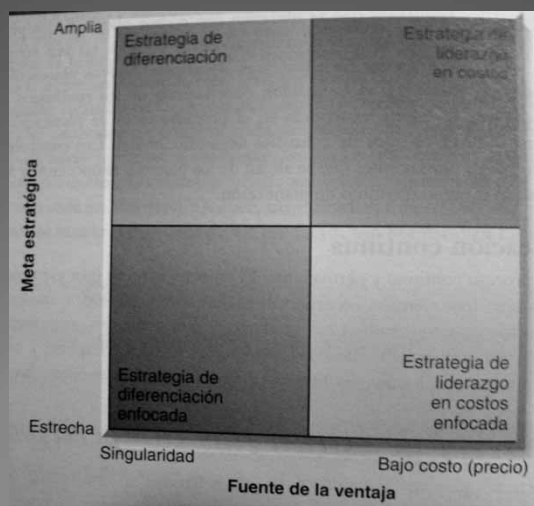 Amplia
Estrategia de
diferenciación
Estrategia de
liderazgo
en costos
Meta estratégica
Estrategia de
diferenciación
enfocada
Estrategia de
liderazgo
en costos
enfocada
Estrecha
Singularidad
Bajo costo (precio)
Fuente de la ventaja